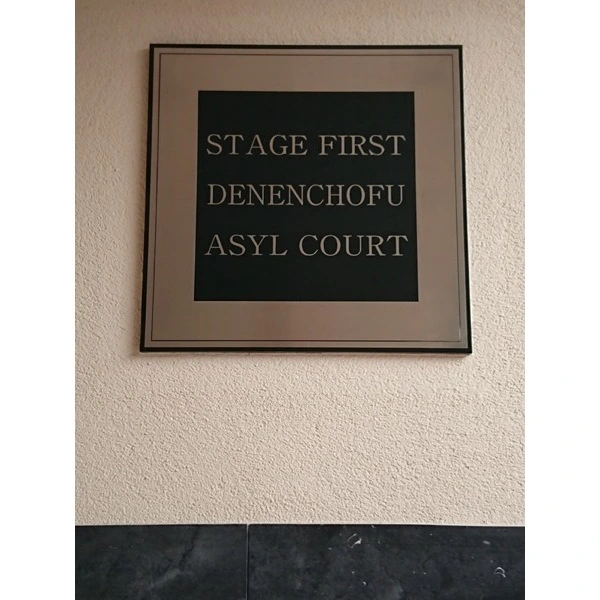 STAGE FIRST
DENENCHOFU
ASYL COURT